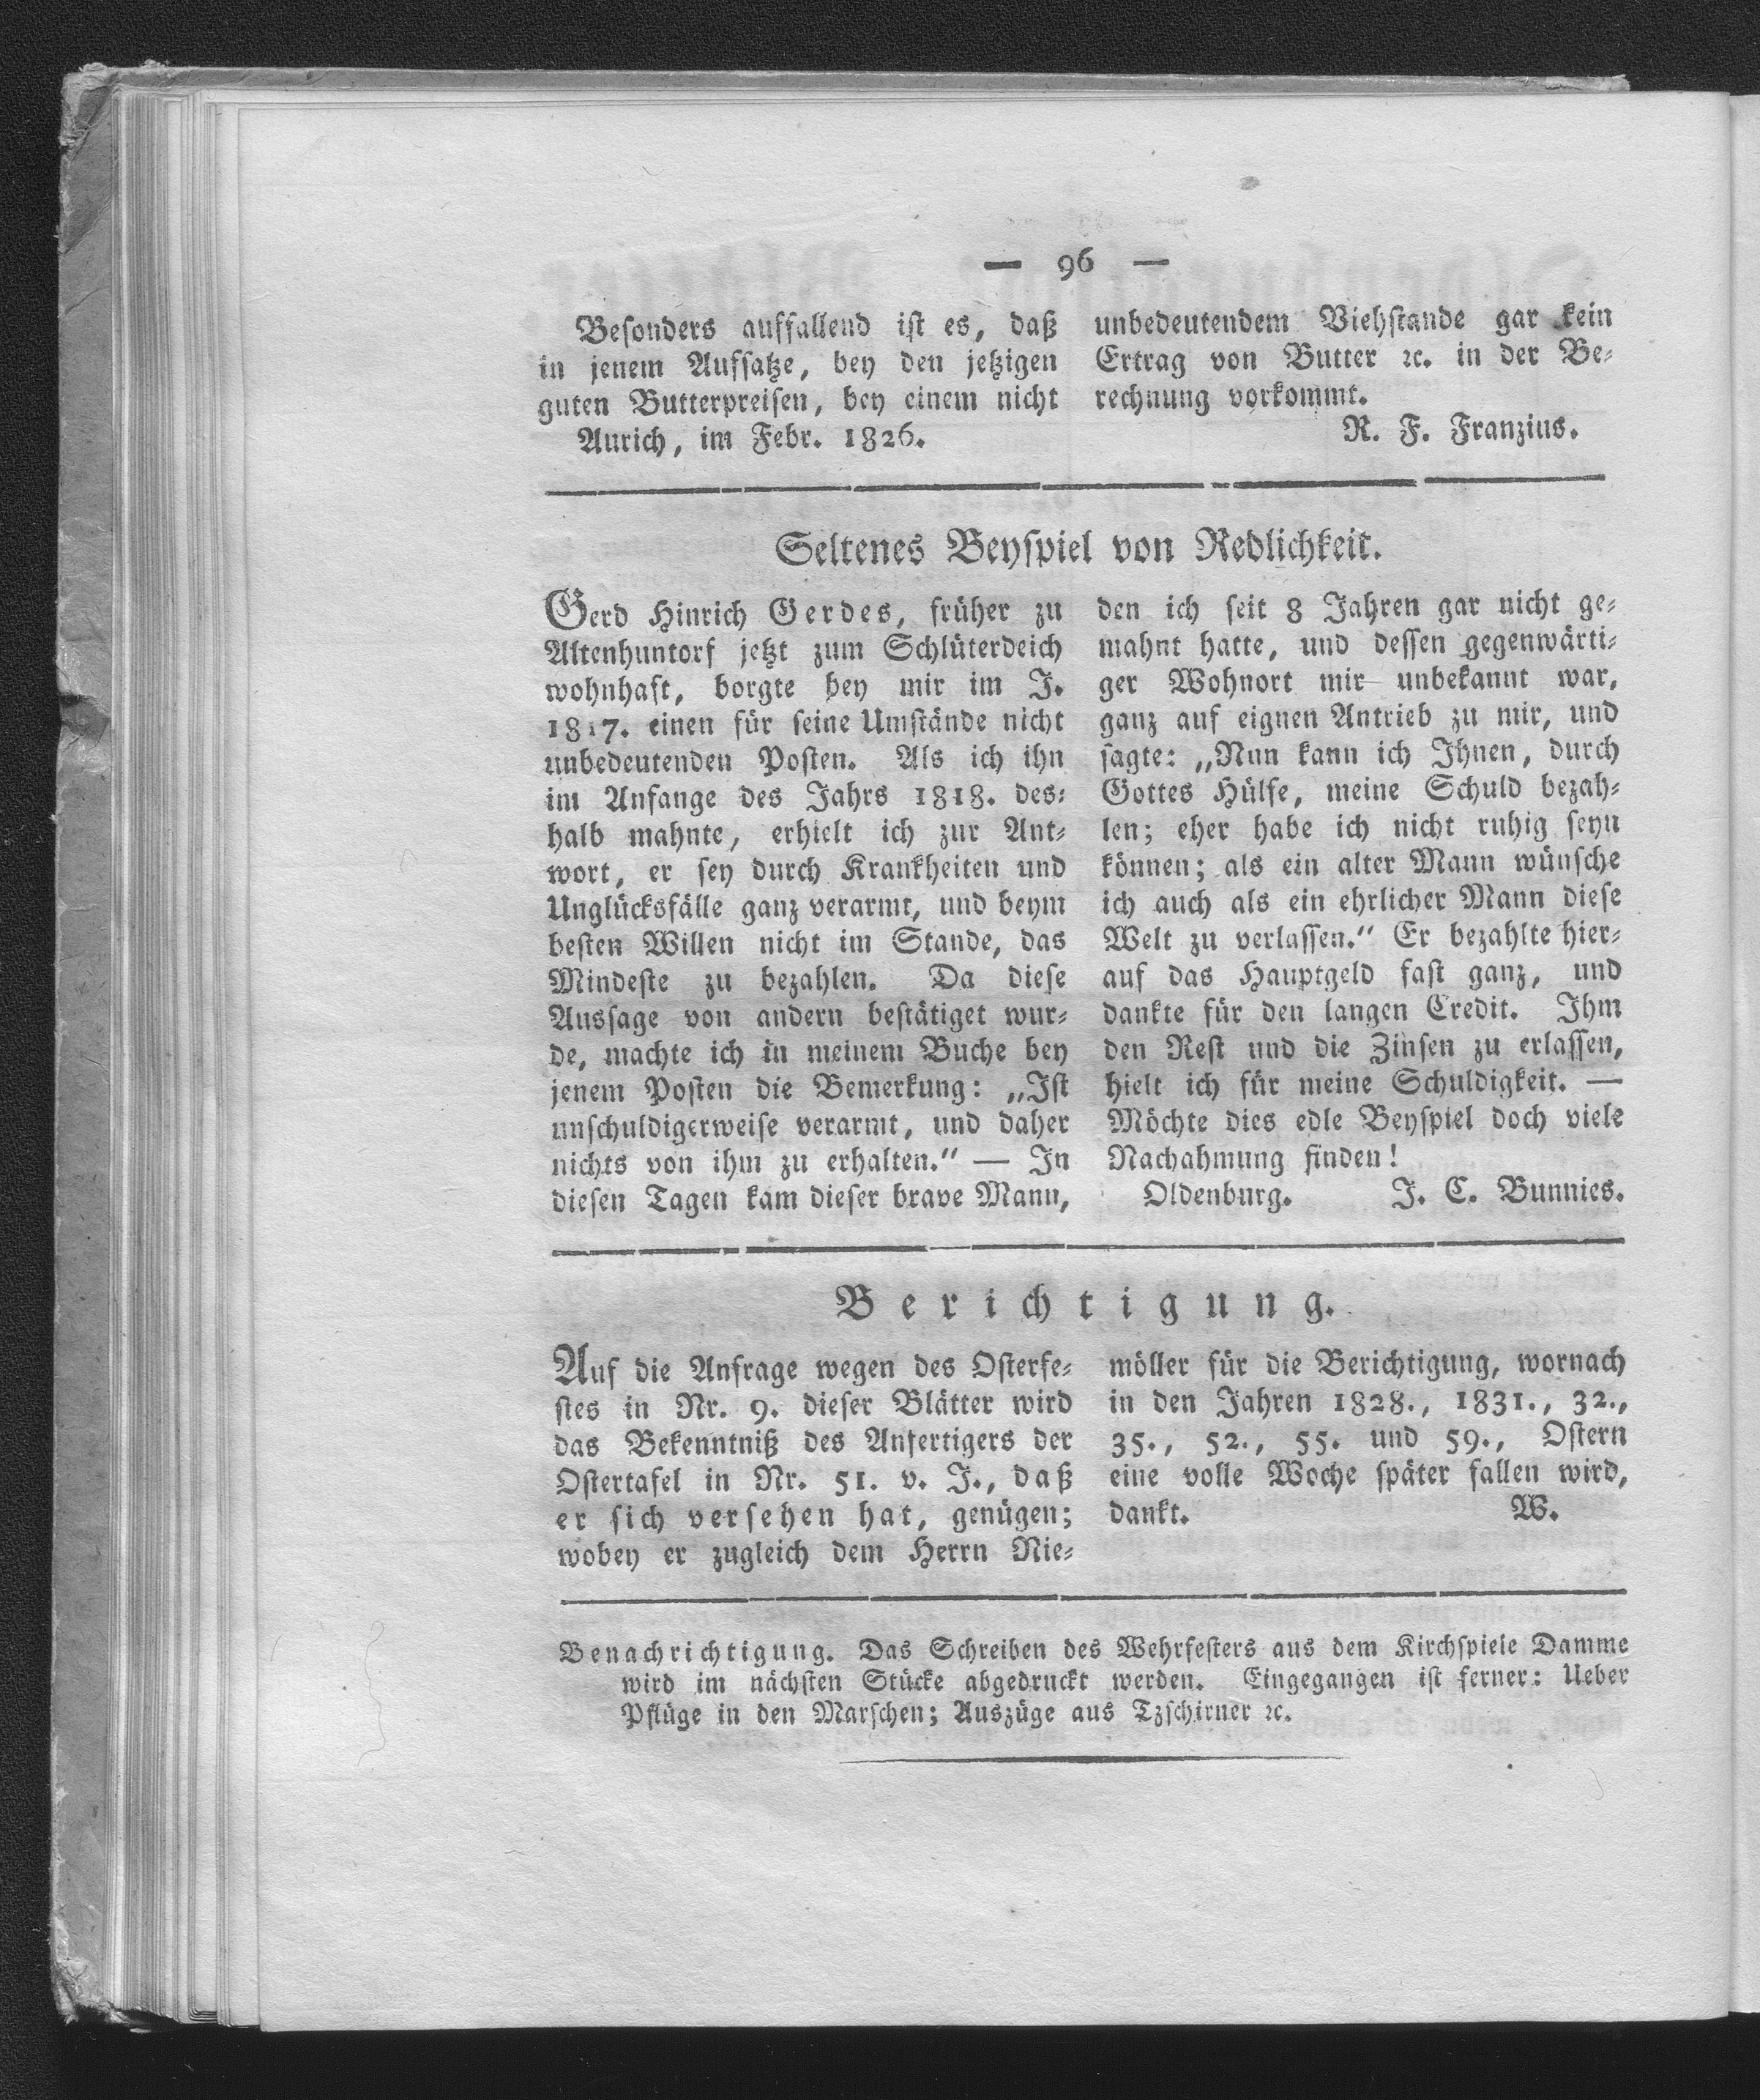 — 96 —
Beſonders auffallend iſt es, daß
in jenem Aufſatze, bey den jetzigen
guten Butterpreiſen, bey einem nicht
unbedeutendem Viehſtande gar kein
Ertrag von Butter ꝛc. in der Be⸗
rechnung vorkommt.
Aurich, im Febr. 1826.
R. F. Franzius.
Seltenes Beyſpiel von Redlichkeit.
Gerd Hinrich Gerdes, früher zu
Altenhuntorf jetzt zum Schlüterdeich
wohnhaft, borgte bey mir im J.
1817. einen für ſeine Umſtände nicht
unbedeutenden Poſten. Als ich ihn
im Anfange des Jahrs 1818. des⸗
halb mahnte, erhielt ich zur Ant⸗
wort, er ſey durch Krankheiten und
Unglücksfälle ganz verarmt, und beym
beſten Willen nicht im Stande, das
Mindeſte zu bezahlen. Da dieſe
Ausſage von andern beſtätiget wur⸗
de, machte ich in meinem Buche bey
jenem Poſten die Bemerkung: „Iſt
unſchuldigerweiſe verarmt, und daher
nichts von ihm zu erhalten.“ — In
dieſen Tagen kam dieſer brave Mann,
den ich ſeit 8 Jahren gar nicht ge⸗
mahnt hatte, und deſſen gegenwärti⸗
ger Wohnort mir unbekannt war,
ganz auf eignen Antrieb zu mir, und
ſagte: „Nun kann ich Ihnen, durch
Gottes Hülfe, meine Schuld bezah⸗
len; eher habe ich nicht ruhig ſeyn
können; als ein alter Mann wünſche
ich auch als ein ehrlicher Mann dieſe
Welt zu verlaſſen.“ Er bezahlte hier⸗
auf das Hauptgeld faſt ganz, und
dankte für den langen Credit. Ihm
den Reſt und die Zinſen zu erlaſſen,
hielt ich für meine Schuldigkeit. —
Möchte dies edle Beyſpiel doch viele
Nachahmung finden!
Oldenburg. J. C. Bunnies.
Berichtigung.
Auf die Anfrage wegen des Oſterfe⸗
ſtes in Nr. 9. dieſer Blätter wird
das Bekenntniß des Anfertigers der
Oſtertafel in Nr. 51. v. J., daß
er ſich verſehen hat, genügen;
wobey er zugleich dem Herrn Nie⸗
möller für die Berichtigung, wornach
in den Jahren 1828., 1831., 32.,
35., 52., 55. und 59., Oſtern
eine volle Woche ſpäter fallen wird,
dankt. W.
Benachrichtigung. Das Schreiben des Wehrfeſters aus dem Kirchſpiele Damme
wird im nächſten Stücke abgedruckt werden. Eingegangen iſt ferner: Ueber
Pflüge in den Marſchen; Auszüge aus Tzſchirner ꝛc.